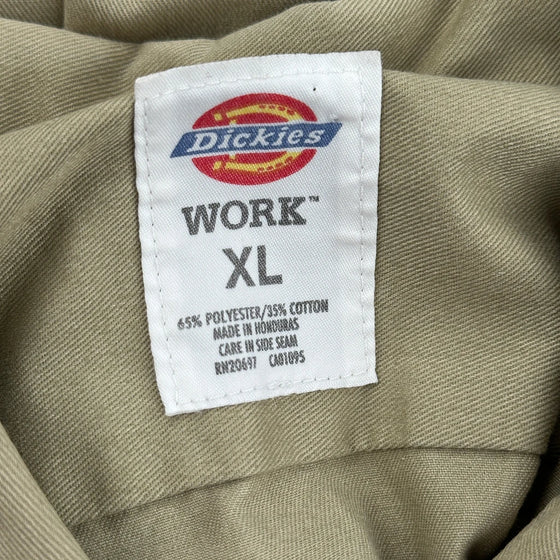 Dickies
WORK™
XL
65% POLYESTER/35% COTTON
MADE IN HONDURAS
CARE IN SIDE SEAM
RN20697 CA01095